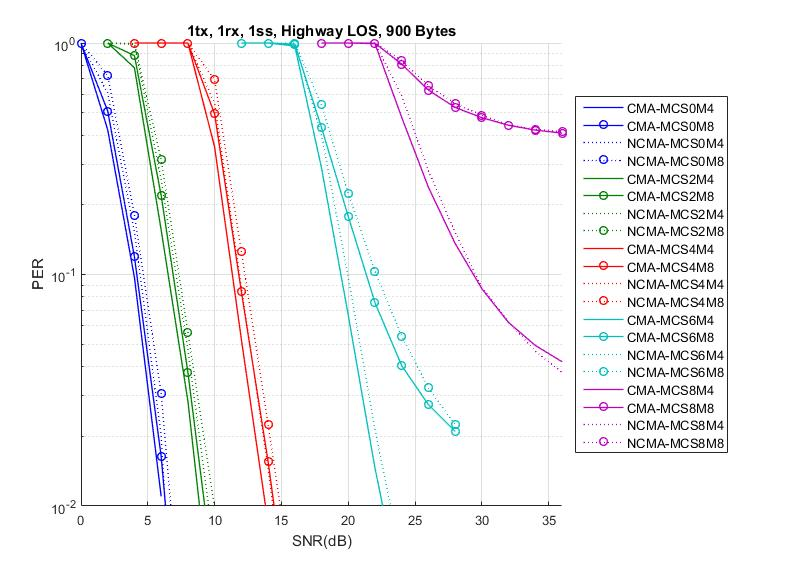 1tx, 1rx, 1ss, Highway LOS, 900 Bytes
10^0
10^-1
10^-2
PER
0 5 10 15 20 25 30 35
SNR(dB)
CMA-MCS0M4
CMA-MCS0M8
NCMA-MCS0M4
NCMA-MCS0M8
CMA-MCS2M4
CMA-MCS2M8
NCMA-MCS2M4
NCMA-MCS2M8
CMA-MCS4M4
CMA-MCS4M8
NCMA-MCS4M4
NCMA-MCS4M8
CMA-MCS6M4
CMA-MCS6M8
NCMA-MCS6M4
NCMA-MCS6M8
CMA-MCS8M4
CMA-MCS8M8
NCMA-MCS8M4
NCMA-MCS8M8